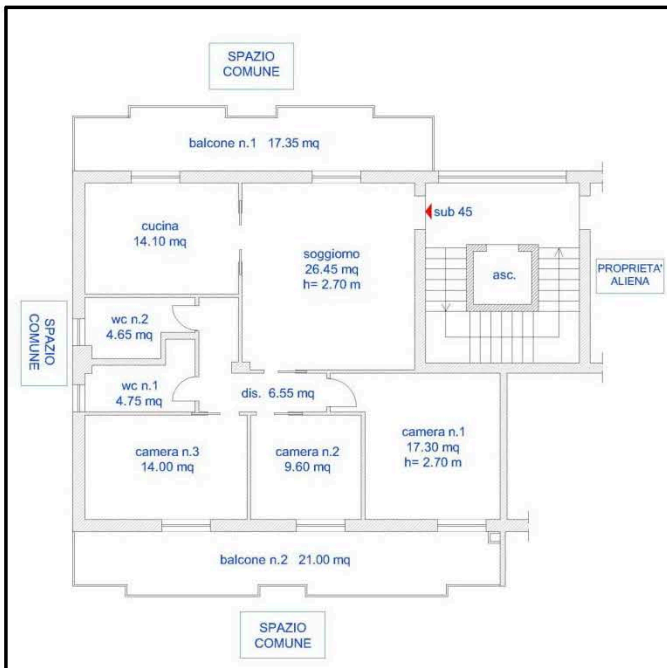 SPAZIO
COMUNE
balcone n.1 17.35 mq
cucina
14.10 mq
sub 45
soggiorno
26.45 mq
h= 2.70 m
asc.
PROPRIETA'
ALIENA
wc n.2
4.65 mq
SPAZIO
COMUNE
wc n.1
4.75 mq
dis. 6.55 mq
camera n.3
14.00 mq
camera n.2
9.60 mq
camera n.1
17.30 mq
h= 2.70 m
balcone n.2 21.00 mq
SPAZIO
COMUNE